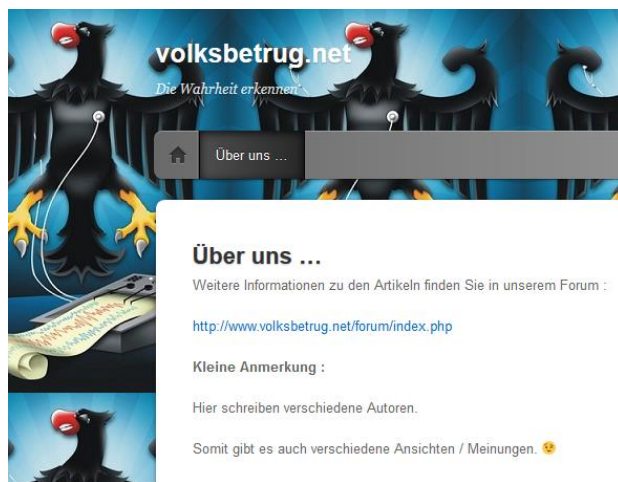 volksbetrug.net
Die Wahrheit erkennen
Über uns ...
Über uns ...
Weitere Informationen zu den Artikeln finden Sie in unserem Forum :
http://www.volksbetrug.net/forum/index.php
Kleine Anmerkung :
Hier schreiben verschiedene Autoren.
Somit gibt es auch verschiedene Ansichten / Meinungen. 😉